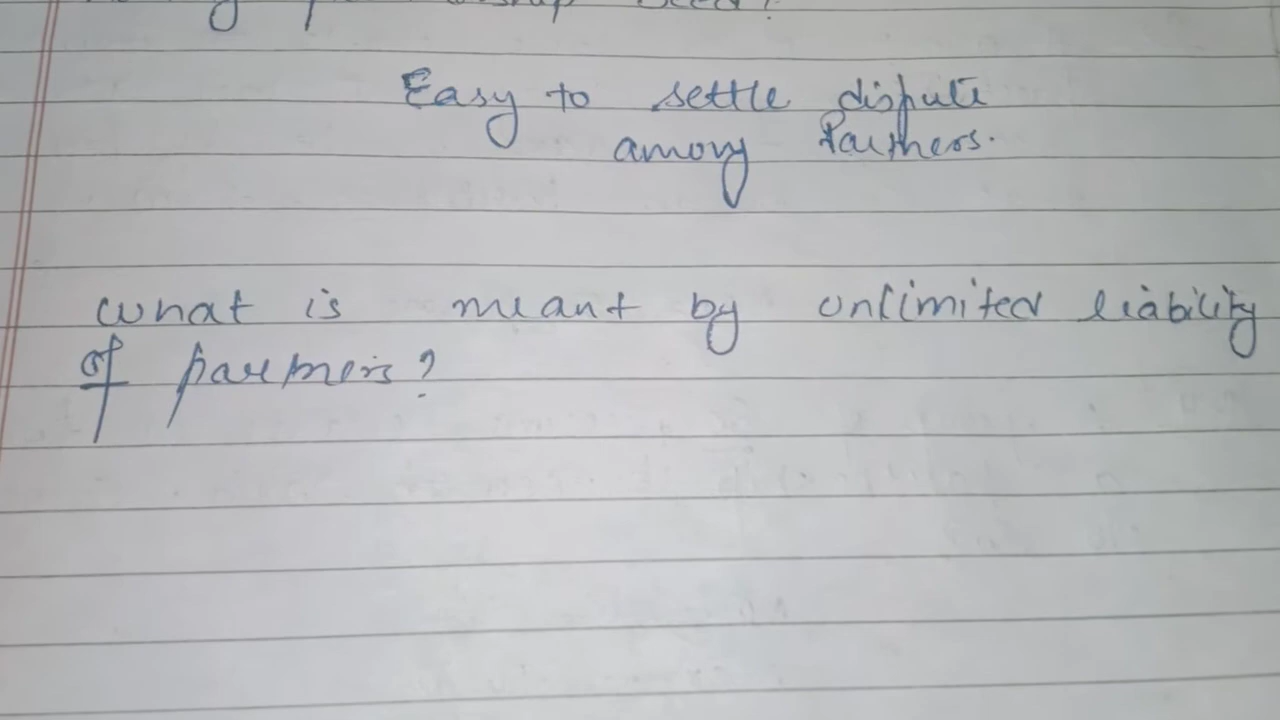 Easy to settle dispute
among Partners.
What is meant by unlimited liability
of partners?